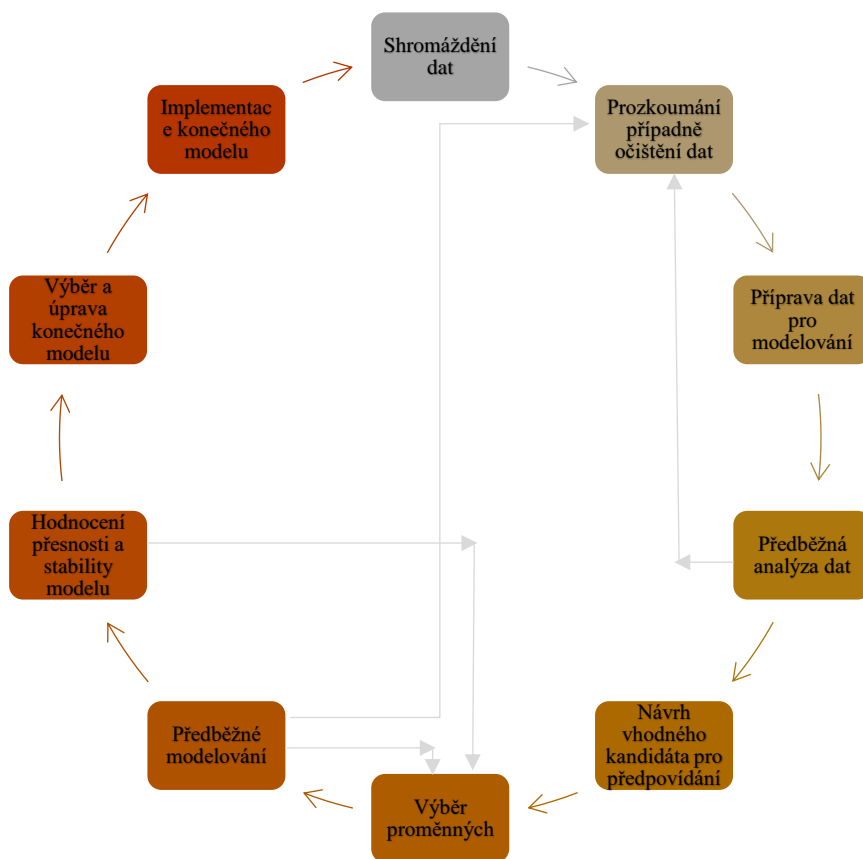 Shromáždění
dat
Prozkoumání
případně
očištění dat
Příprava dat
pro
modelování
Předběžná
analýza dat
Návrh
vhodného
kandidáta pro
předpovídání
Výběr
proměnných
Předběžné
modelování
Hodnocení
přesnosti a
stability
modelu
Výběr a
úprava
konečného
modelu
Implementac
e konečného
modelu